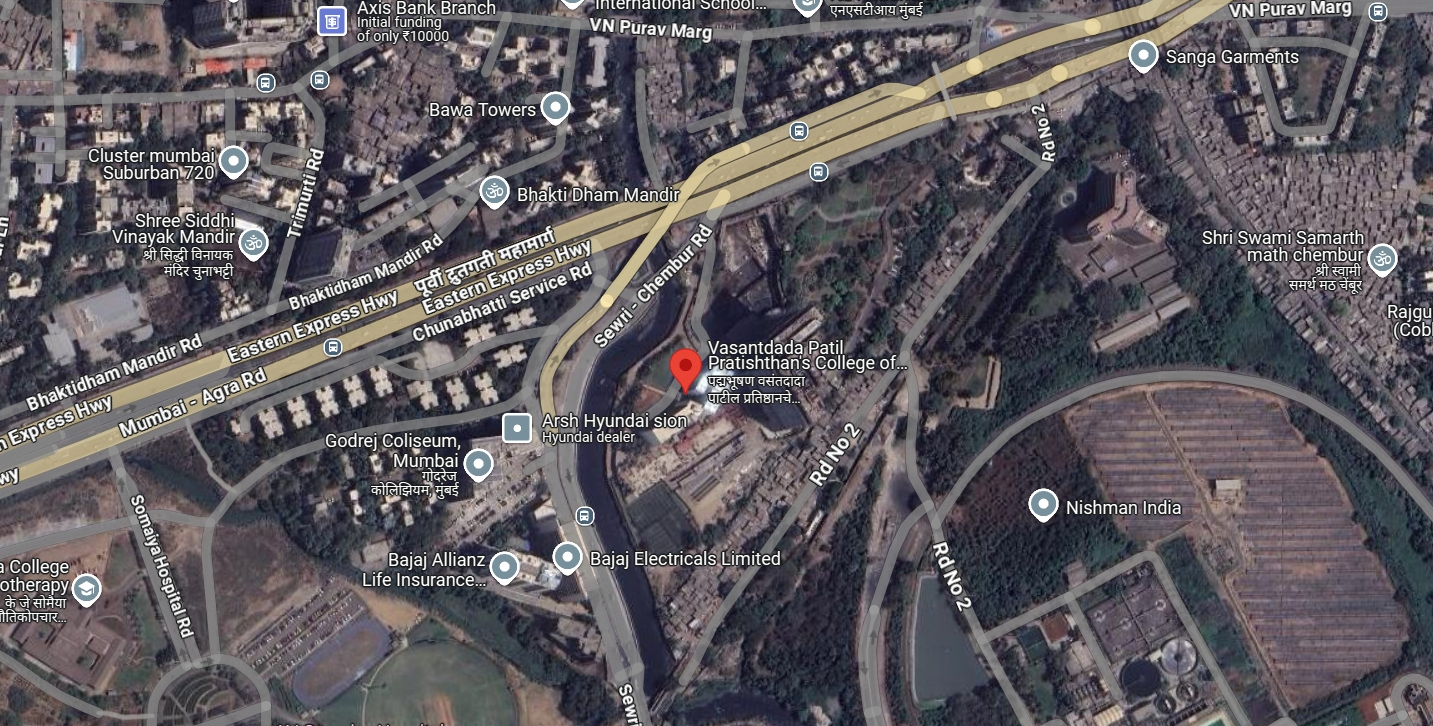 Axis Bank Branch
Initial funding
of only ₹10000
International School...
एनएसटीआय मुंबई
VN Purav Marg
VN Purav Marg
Sanga Garments
Bawa Towers
Rd No 2
Cluster mumbai
Suburban 720
Trimurti Rd
Bhakti Dham Mandir
Shree Siddhi
Vinayak Mandir
श्री सिद्धी विनायक
मंदिर चुनाभट्टी
Shri Swami Samarth
math chembur
श्री स्वामी
समर्थ मठ चेंबूर
Bhaktidham Mandir Rd
पूर्वी द्रुतगती महामार्ग
Eastern Express Hwy
Eastern Express Hwy
Chunabhatti Service Rd
Sewri - Chembur Rd
Rajgu
(Cobl
Bhaktidham Mandir Rd
n Express Hwy
Mumbai - Agra Rd
wy
Vasantdada Patil
Pratishthan's College of...
पद्मभूषण वसंतदादा
पाटील प्रतिष्ठानचे...
Arsh Hyundai sion
Hyundai dealer
Godrej Coliseum,
Mumbai
गोदरेज
कोलिझियम, मुंबई
Rd No 2
Nishman India
Somaiya Hospital Rd
Bajaj Allianz
Life Insurance...
Bajaj Electricals Limited
Rd No 2
a College
otherapy
के जे सोमैया
Sewri